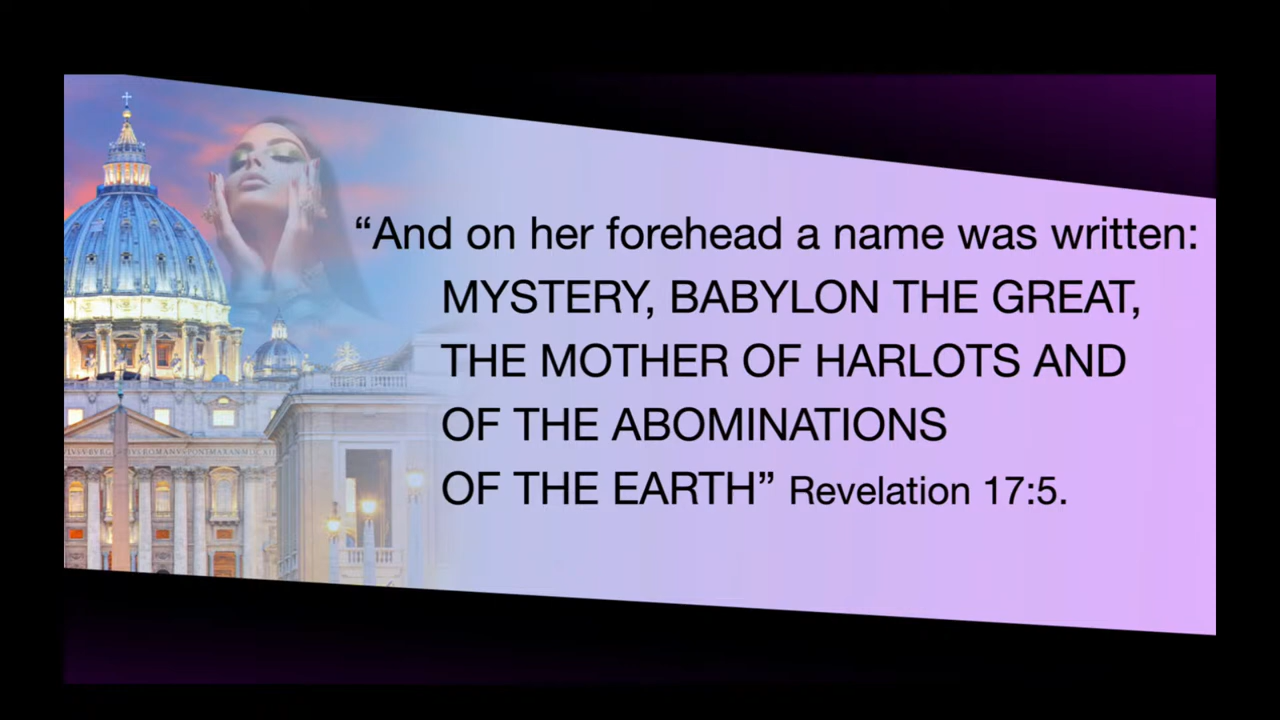 “And on her forehead a name was written:
MYSTERY, BABYLON THE GREAT,
THE MOTHER OF HARLOTS AND
OF THE ABOMINATIONS
OF THE EARTH” Revelation 17:5.